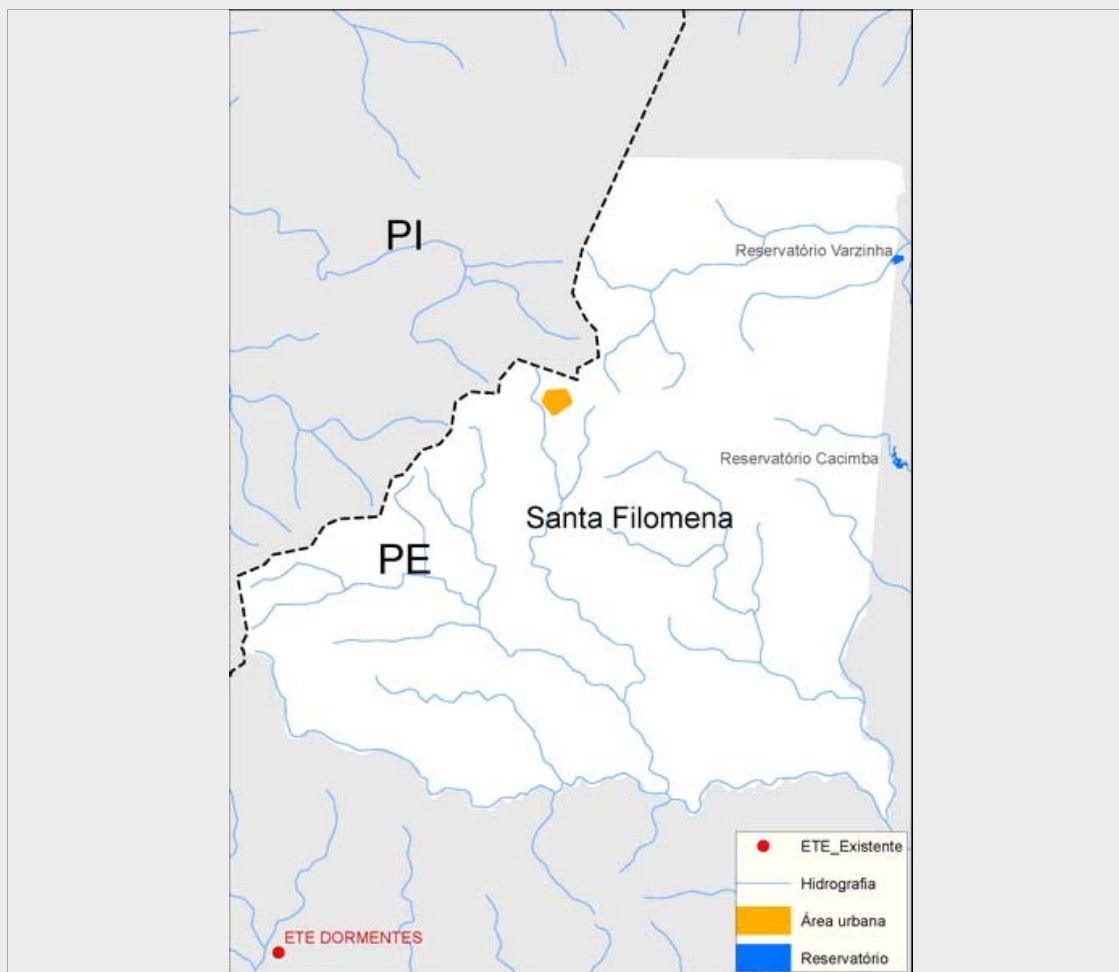 PI
Reservatório Varzinha
Reservatório Cacimba
Santa Filomena
PE
ETE DORMENTES
ETE_Existente
Hidrografia
Área urbana
Reservatório